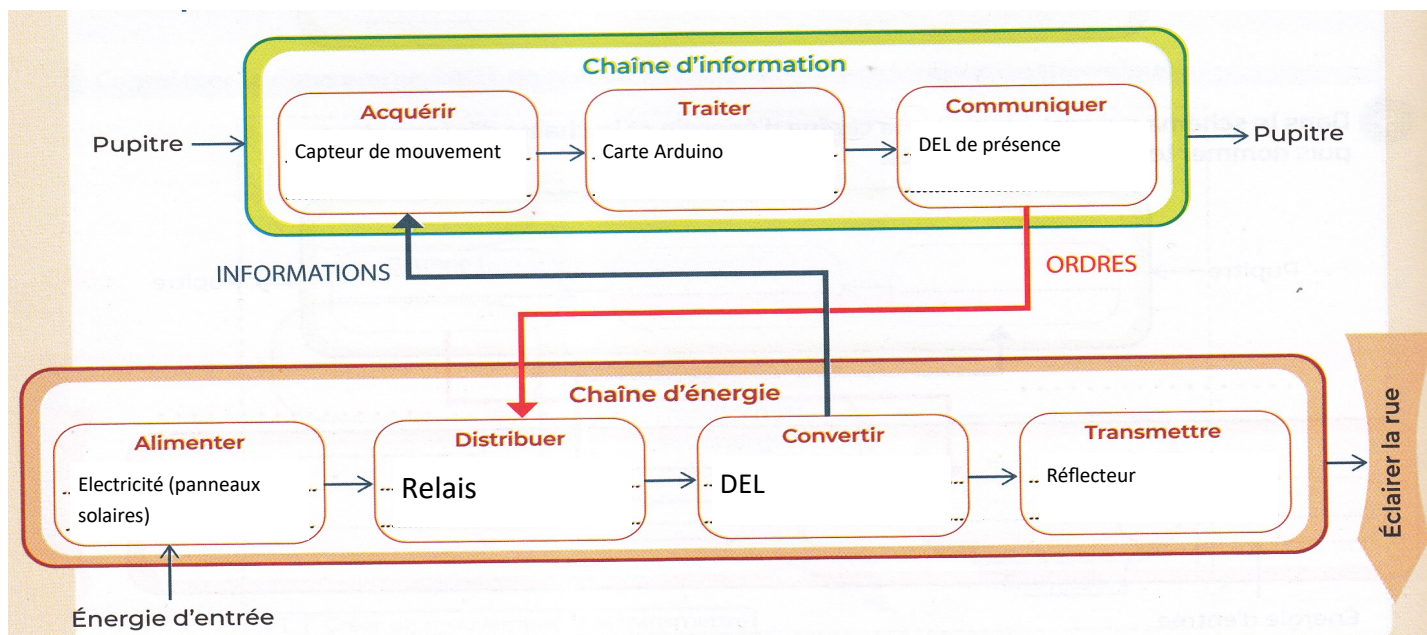 Chaîne d'information
Acquérir
Traiter
Communiquer
Pupitre
Capteur de mouvement
Carte Arduino
DEL de présence
Pupitre
INFORMATIONS
ORDRES
Chaîne d'énergie
Alimenter
Distribuer
Convertir
Transmettre
Electricité (panneaux
solaires)
Relais
DEL
Réflecteur
Éclairer la rue
Énergie d'entrée